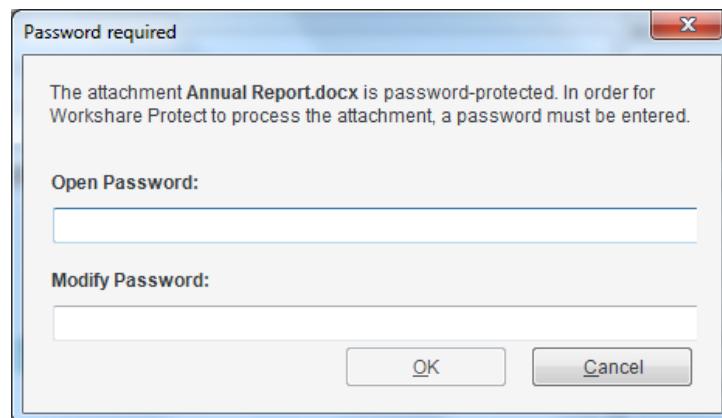 Password required
The attachment Annual Report.docx is password-protected. In order for
Workshare Protect to process the attachment, a password must be entered.
Open Password:
Modify Password:
OK
Cancel